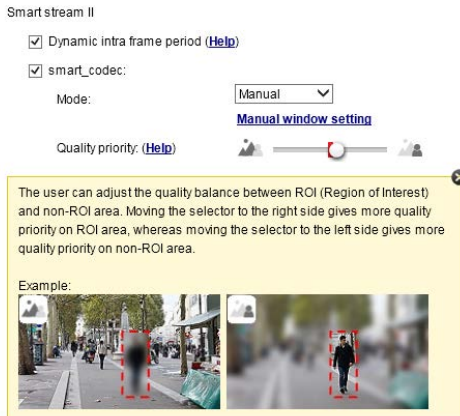 Smart stream II
Dynamic intra frame period (Help)
smart_codec:
Mode:
Manual
Manual window setting
Quality priority: (Help)
The user can adjust the quality balance between ROI (Region of Interest)
and non-ROI area. Moving the selector to the right side gives more quality
priority on ROI area, whereas moving the selector to the left side gives more
quality priority on non-ROI area.
Example: